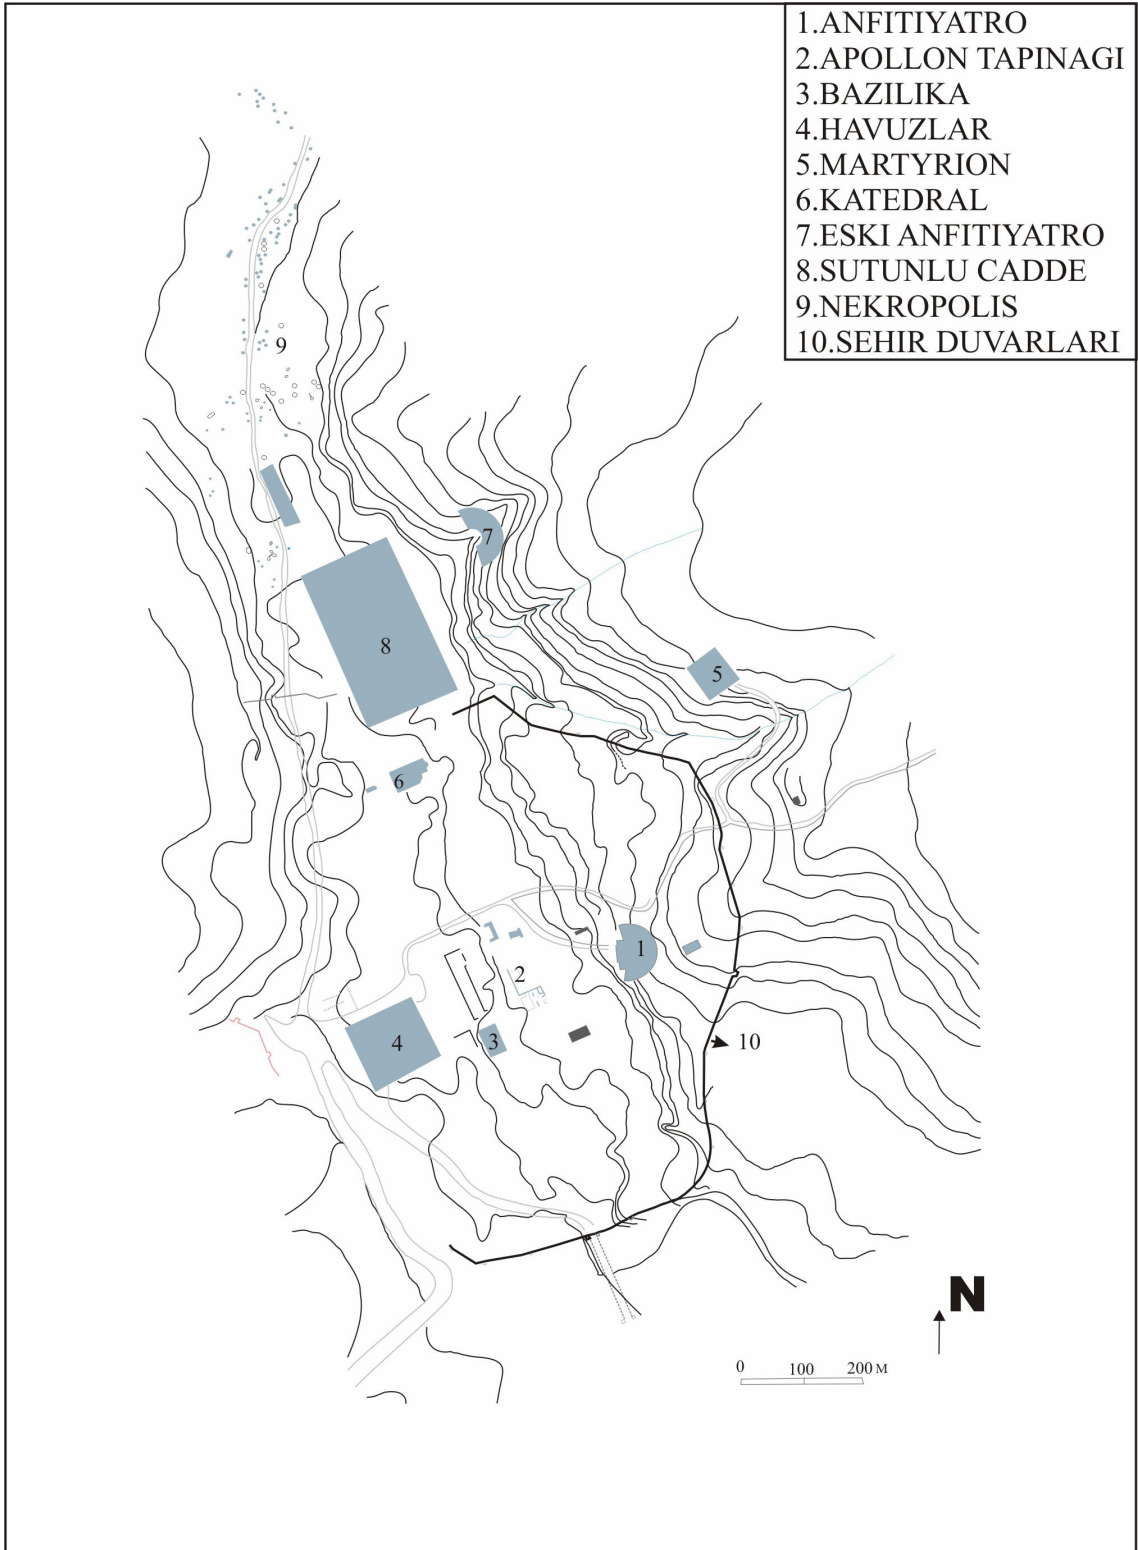 1.ANFITIYATRO
2.APOLLON TAPINAGI
3.BAZILIKA
4.HAVUZLAR
5.MARTYRION
6.KATEDRAL
7.ESKI ANFITIYATRO
8.SUTUNLU CADDE
9.NEKROPOLIS
10.SEHIR DUVARLARI
9
7
8
5
6
1
2
4
3
10
N
0 100 200 M